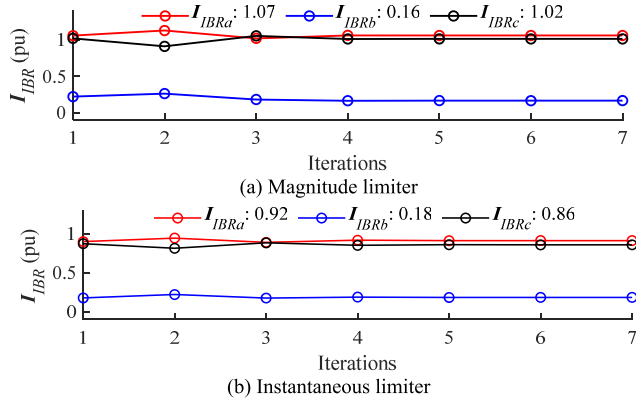 I_IBRa: 1.07 I_IBRb: 0.16 I_IBRc: 1.02
I_IBR (pu)
1
0.5
0
1 2 3 4 5 6 7
Iterations
(a) Magnitude limiter
I_IBRa: 0.92 I_IBRb: 0.18 I_IBRc: 0.86
I_IBR (pu)
1
0.5
0
1 2 3 4 5 6 7
Iterations
(b) Instantaneous limiter